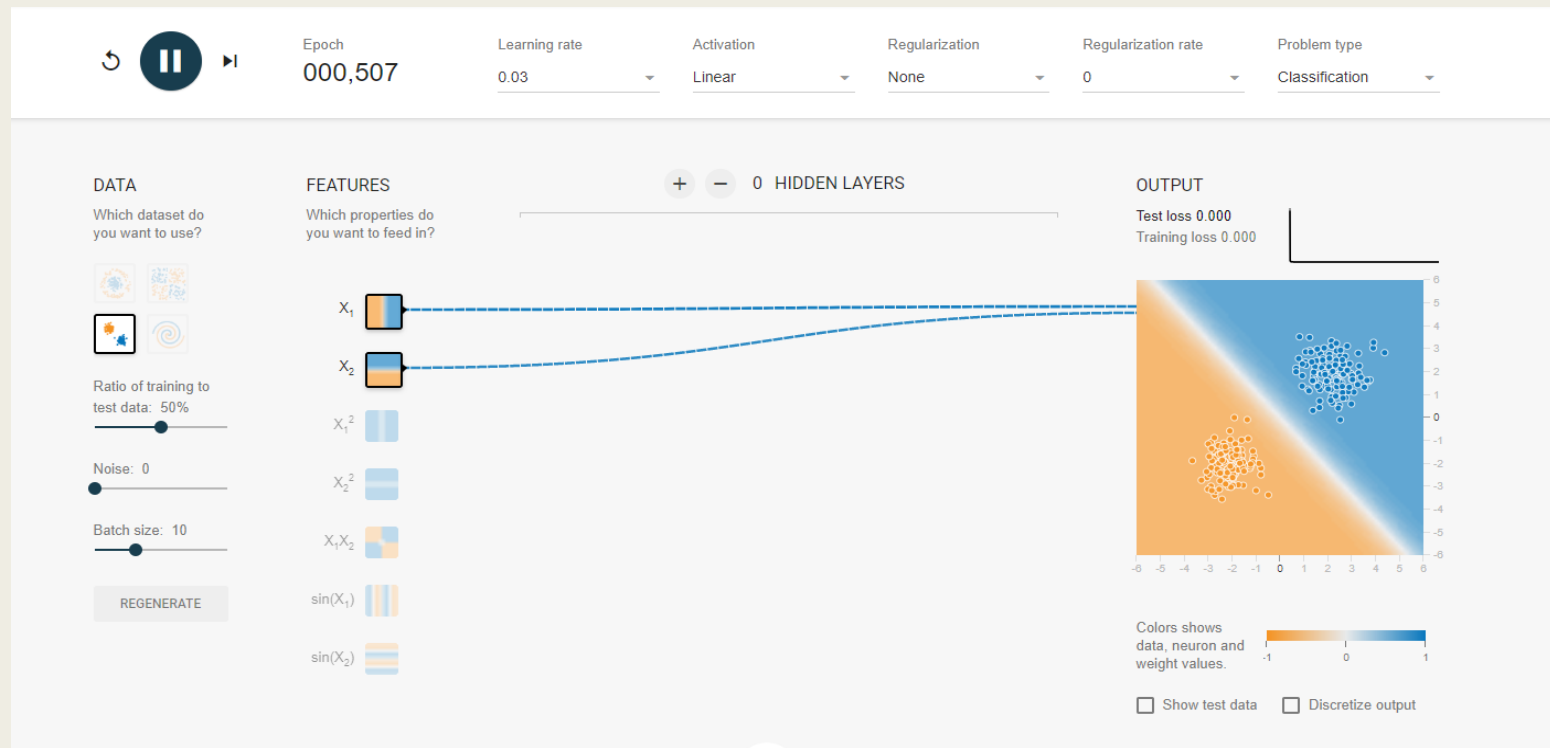 Epoch
000,507
Learning rate
0.03
Activation
Linear
Regularization
None
Regularization rate
0
Problem type
Classification
DATA
Which dataset do
you want to use?
Ratio of training to
test data: 50%
Noise: 0
Batch size: 10
REGENERATE
FEATURES
Which properties do
you want to feed in?
X₁
X₂
X₁²
X₂²
X₁X₂
sin(X₁)
sin(X₂)
+ − 0 HIDDEN LAYERS
OUTPUT
Test loss 0.000
Training loss 0.000
6
5
4
3
2
1
0
-1
-2
-3
-4
-5
-6
-6 -5 -4 -3 -2 -1 0 1 2 3 4 5 6
Colors shows
data, neuron and
weight values.
-1 0 1
Show test data
Discretize output